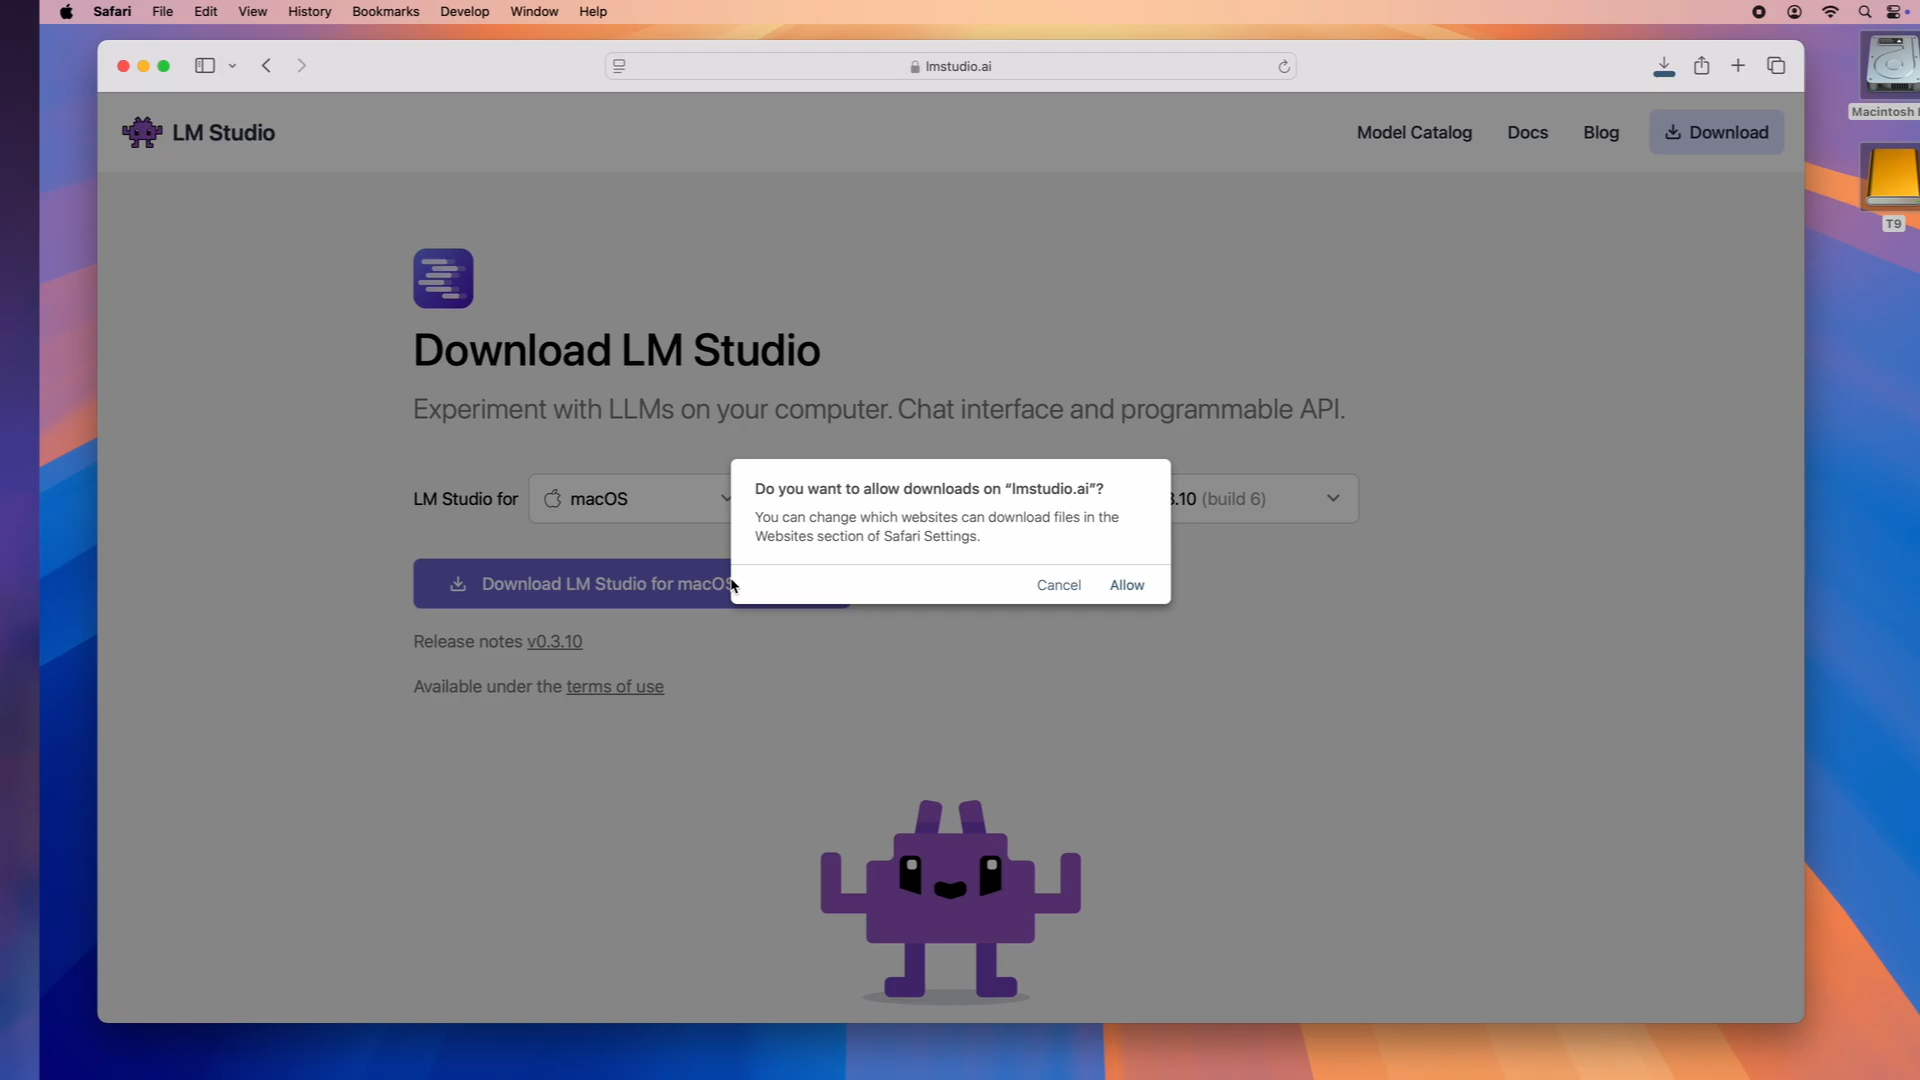 Safari File Edit View History Bookmarks Develop Window Help
lmstudio.ai
LM Studio
Model Catalog Docs Blog Download
Macintosh
T9
Download LM Studio
Experiment with LLMs on your computer. Chat interface and programmable API.
LM Studio for macOS
3.10 (build 6)
Do you want to allow downloads on “lmstudio.ai”?
You can change which websites can download files in the
Websites section of Safari Settings.
Cancel Allow
Download LM Studio for macOS
Release notes v0.3.10
Available under the terms of use